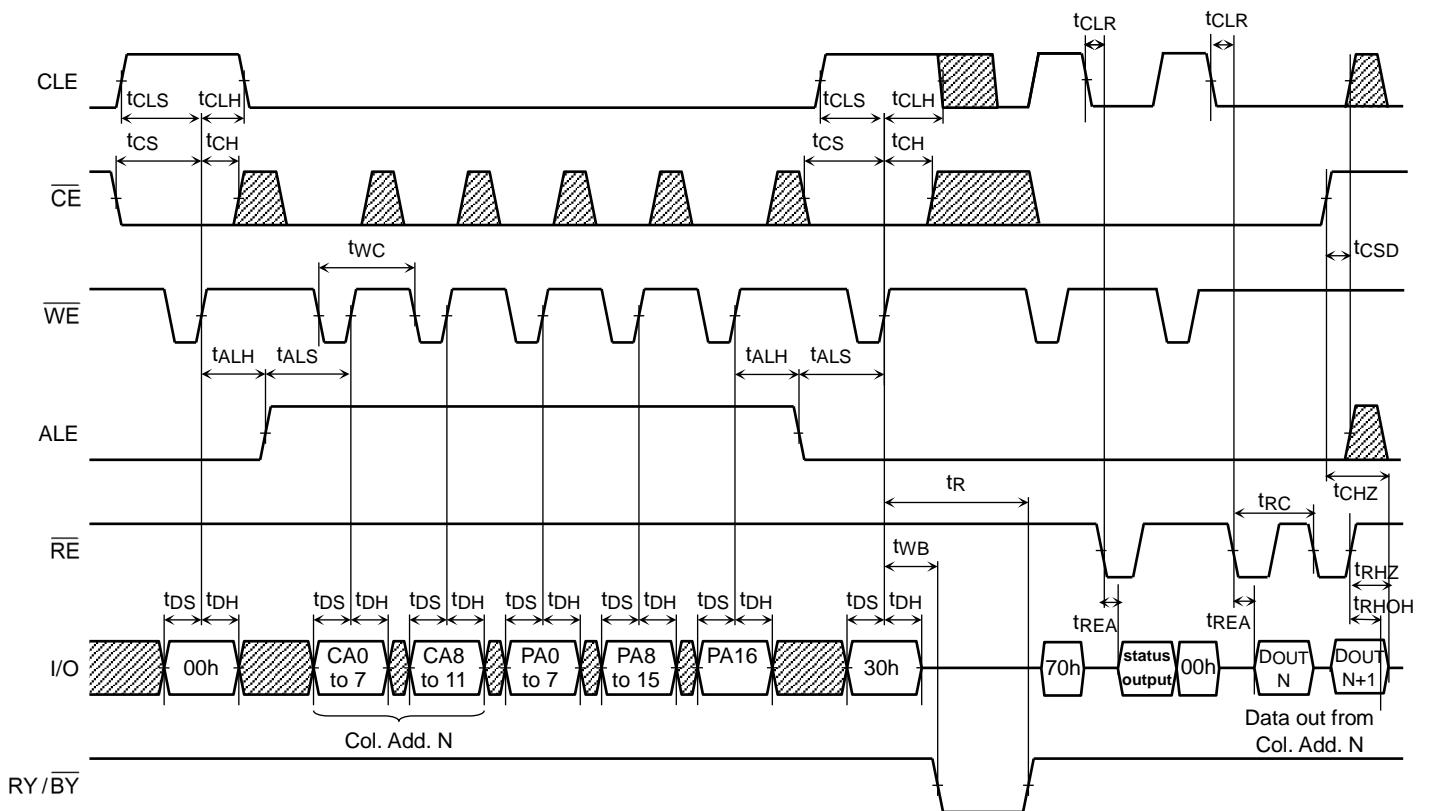 tCLR tCLR
CLE
tCLS tCLH tCLS tCLH
tCS tCH tCS tCH
CE
tWC tCSD
WE
tALH tALS tALH tALS
ALE
tR tCHZ
tRC
RE
tWB
tRHZ
tDS tDH tDS tDH tDS tDH tDS tDH tDS tDH tDS tDH tDS tDH tRHOH
tREA tREA
I/O 00h CA0 to 7 CA8 to 11 PA0 to 7 PA8 to 15 PA16 30h 70h status output 00h DOUT N DOUT N+1
Col. Add. N
Data out from
Col. Add. N
RY/BY